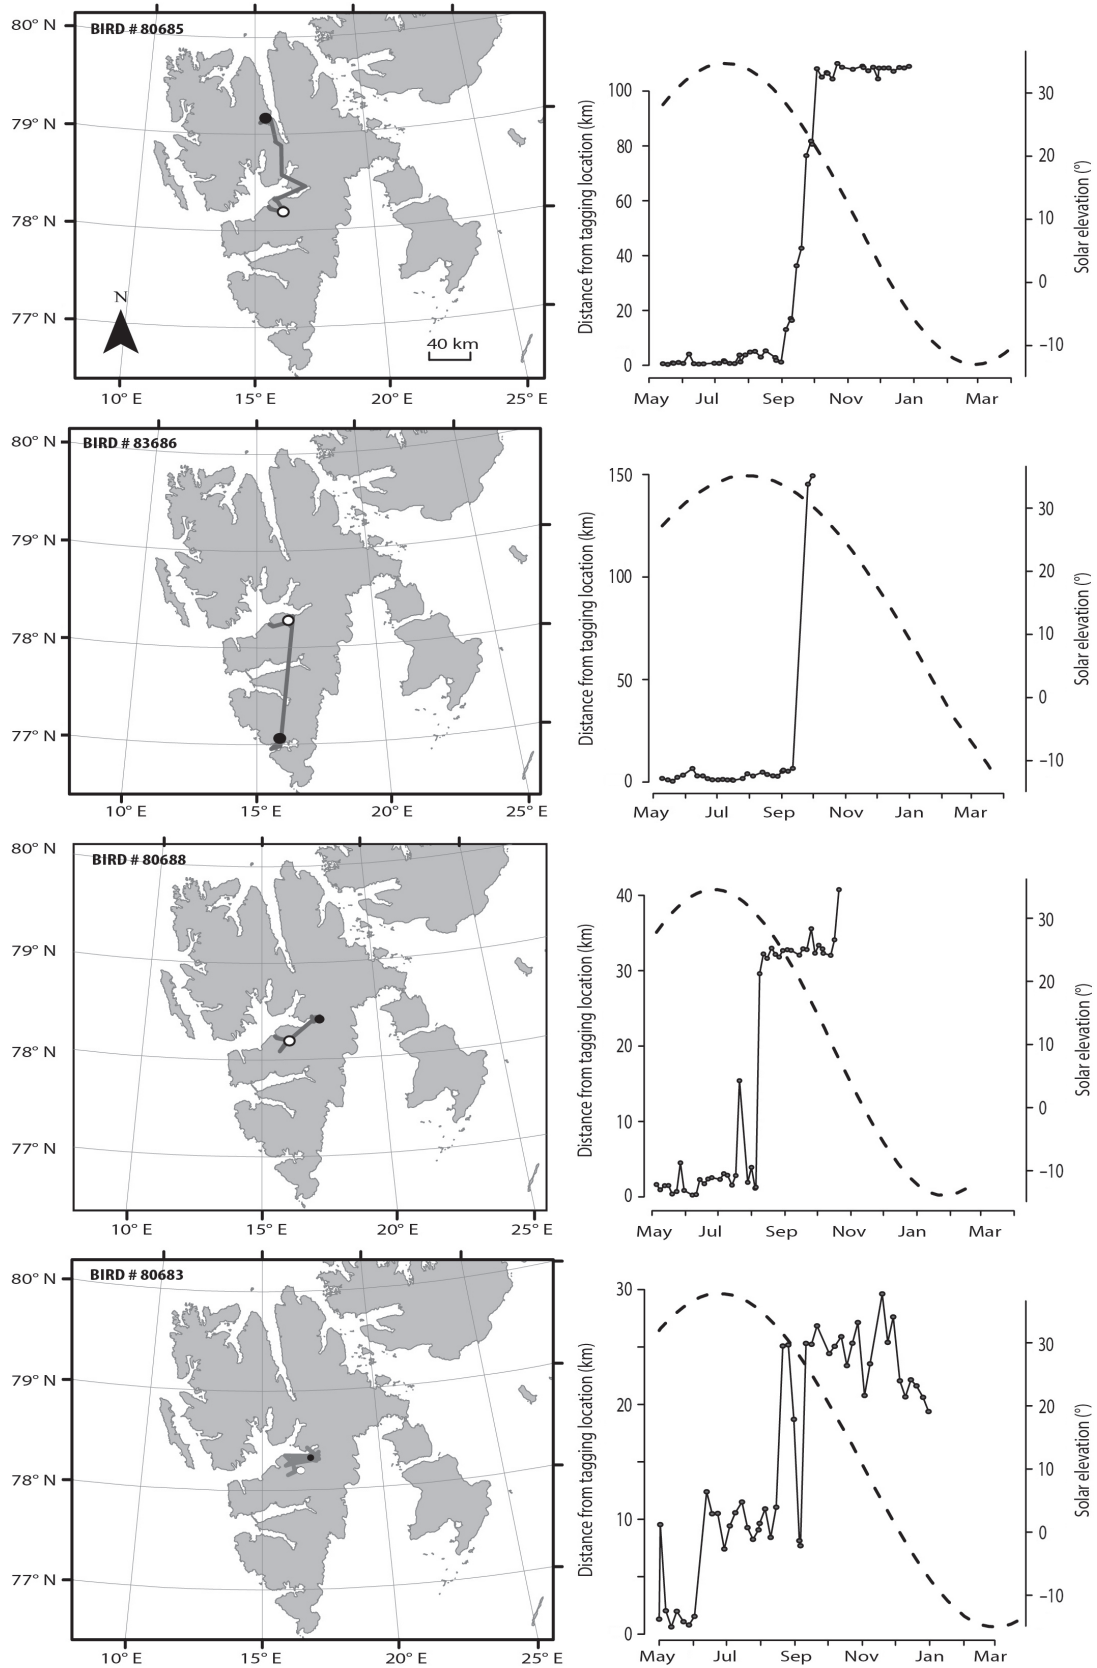 80° N
BIRD # 80685
79° N
78° N
77° N
N
40 km
10° E 15° E 20° E 25° E
Distance from tagging location (km)
100
80
60
40
20
0
May Jul Sep Nov Jan Mar
30
20
10
0
−10
Solar elevation (°)
80° N
BIRD # 83686
79° N
78° N
77° N
10° E 15° E 20° E 25° E
Distance from tagging location (km)
150
100
50
0
May Jul Sep Nov Jan Mar
30
20
10
0
−10
Solar elevation (°)
80° N
BIRD # 80688
79° N
78° N
77° N
10° E 15° E 20° E 25° E
Distance from tagging location (km)
40
30
20
10
0
May Jul Sep Nov Jan Mar
30
20
10
0
−10
Solar elevation (°)
80° N
BIRD # 80683
79° N
78° N
77° N
10° E 15° E 20° E 25° E
Distance from tagging location (km)
30
20
10
0
May Jul Sep Nov Jan Mar
30
20
10
0
−10
Solar elevation (°)